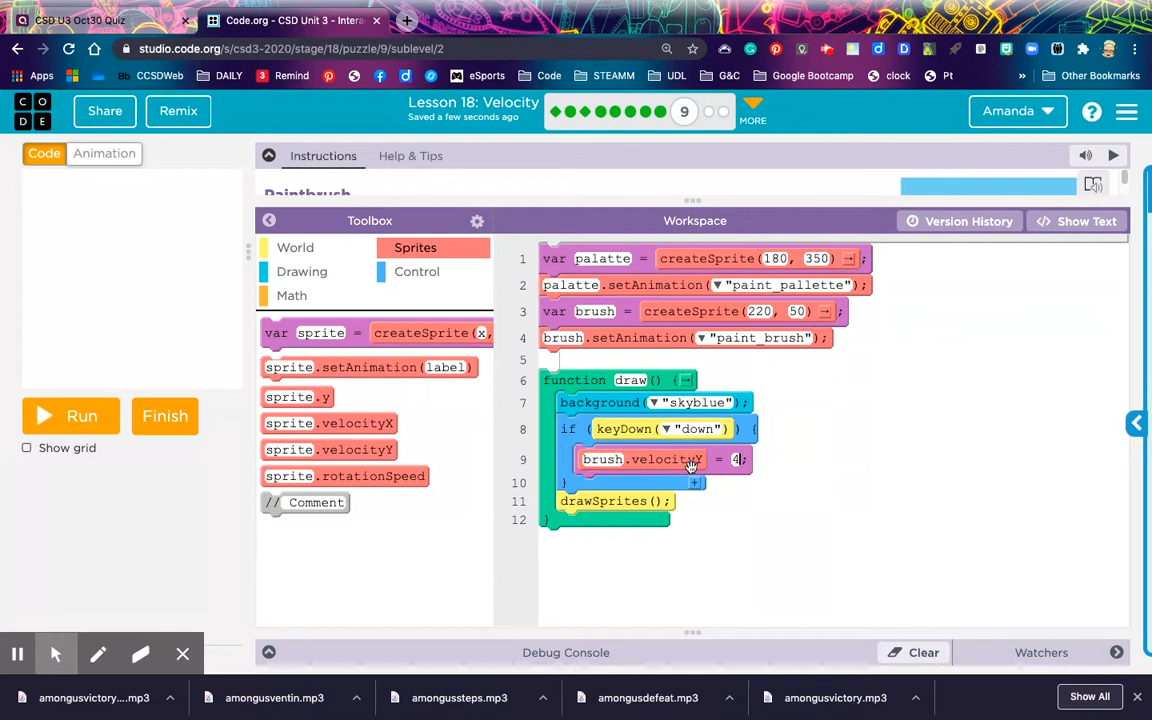 CSD U3 Oct30 Quiz
Code.org - CSD Unit 3 - Intera
studio.code.org/s/csd3-2020/stage/18/puzzle/9/sublevel/2
Apps
CCSDWeb
DAILY
Remind
eSports
Code
STEAMM
UDL
G&C
Google Bootcamp
clock
Pt
Other Bookmarks
C O
D E
Share
Remix
Lesson 18: Velocity
Saved a few seconds ago
9
MORE
Amanda
Code
Animation
Instructions
Help & Tips
Paintbrush
Toolbox
Workspace
Version History
</> Show Text
World
Sprites
Drawing
Control
Math
var sprite = createSprite(x,
sprite.setAnimation(label)
sprite.y
sprite.velocityX
sprite.velocityY
sprite.rotationSpeed
// Comment
Run
Finish
Show grid
1 var palatte = createSprite(180, 350);
2 palatte.setAnimation("paint_pallette");
3 var brush = createSprite(220, 50);
4 brush.setAnimation("paint_brush");
5
6 function draw() {
7 background("skyblue");
8 if (keyDown("down")) {
9 brush.velocityY = 4;
10 }
11 drawSprites();
12 }
Debug Console
Clear
Watchers
amongusvictory....mp3
amongusventin.mp3
amongussteps.mp3
amongusdefeat.mp3
amongusvictory.mp3
Show All